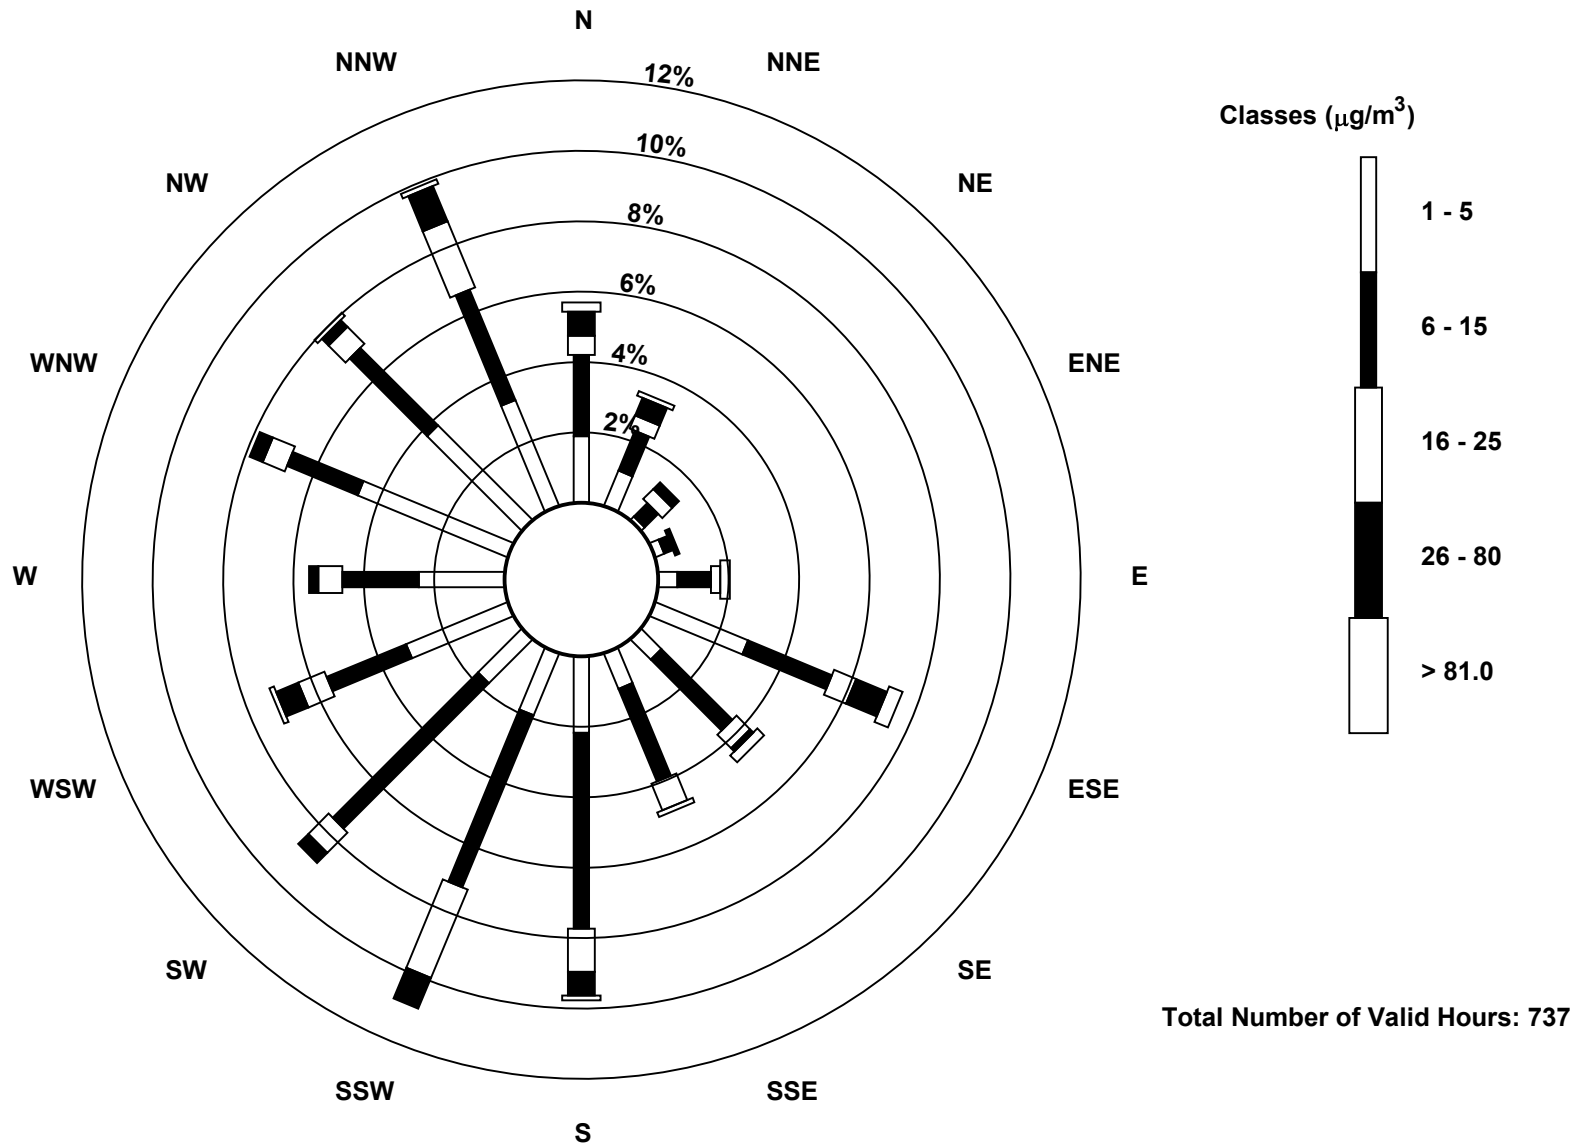 N
NNW
NNE
12%
Classes (μg/m³)
10%
NW
NE
8%
1 - 5
6%
6 - 15
4%
WNW
ENE
2%
16 - 25
26 - 80
W
E
> 81.0
WSW
ESE
SW
SE
Total Number of Valid Hours: 737
SSW
SSE
S